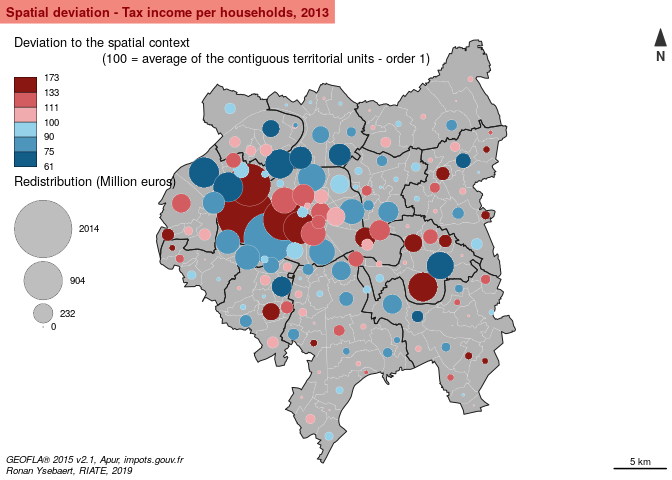 Spatial deviation - Tax income per households, 2013
Deviation to the spatial context
(100 = average of the contiguous territorial units - order 1)
N
173
133
111
100
90
75
61
Redistribution (Million euros)
2014
904
232
0
GEOFLA® 2015 v2.1, Apur, impots.gouv.fr
Ronan Ysebaert, RIATE, 2019
5 km